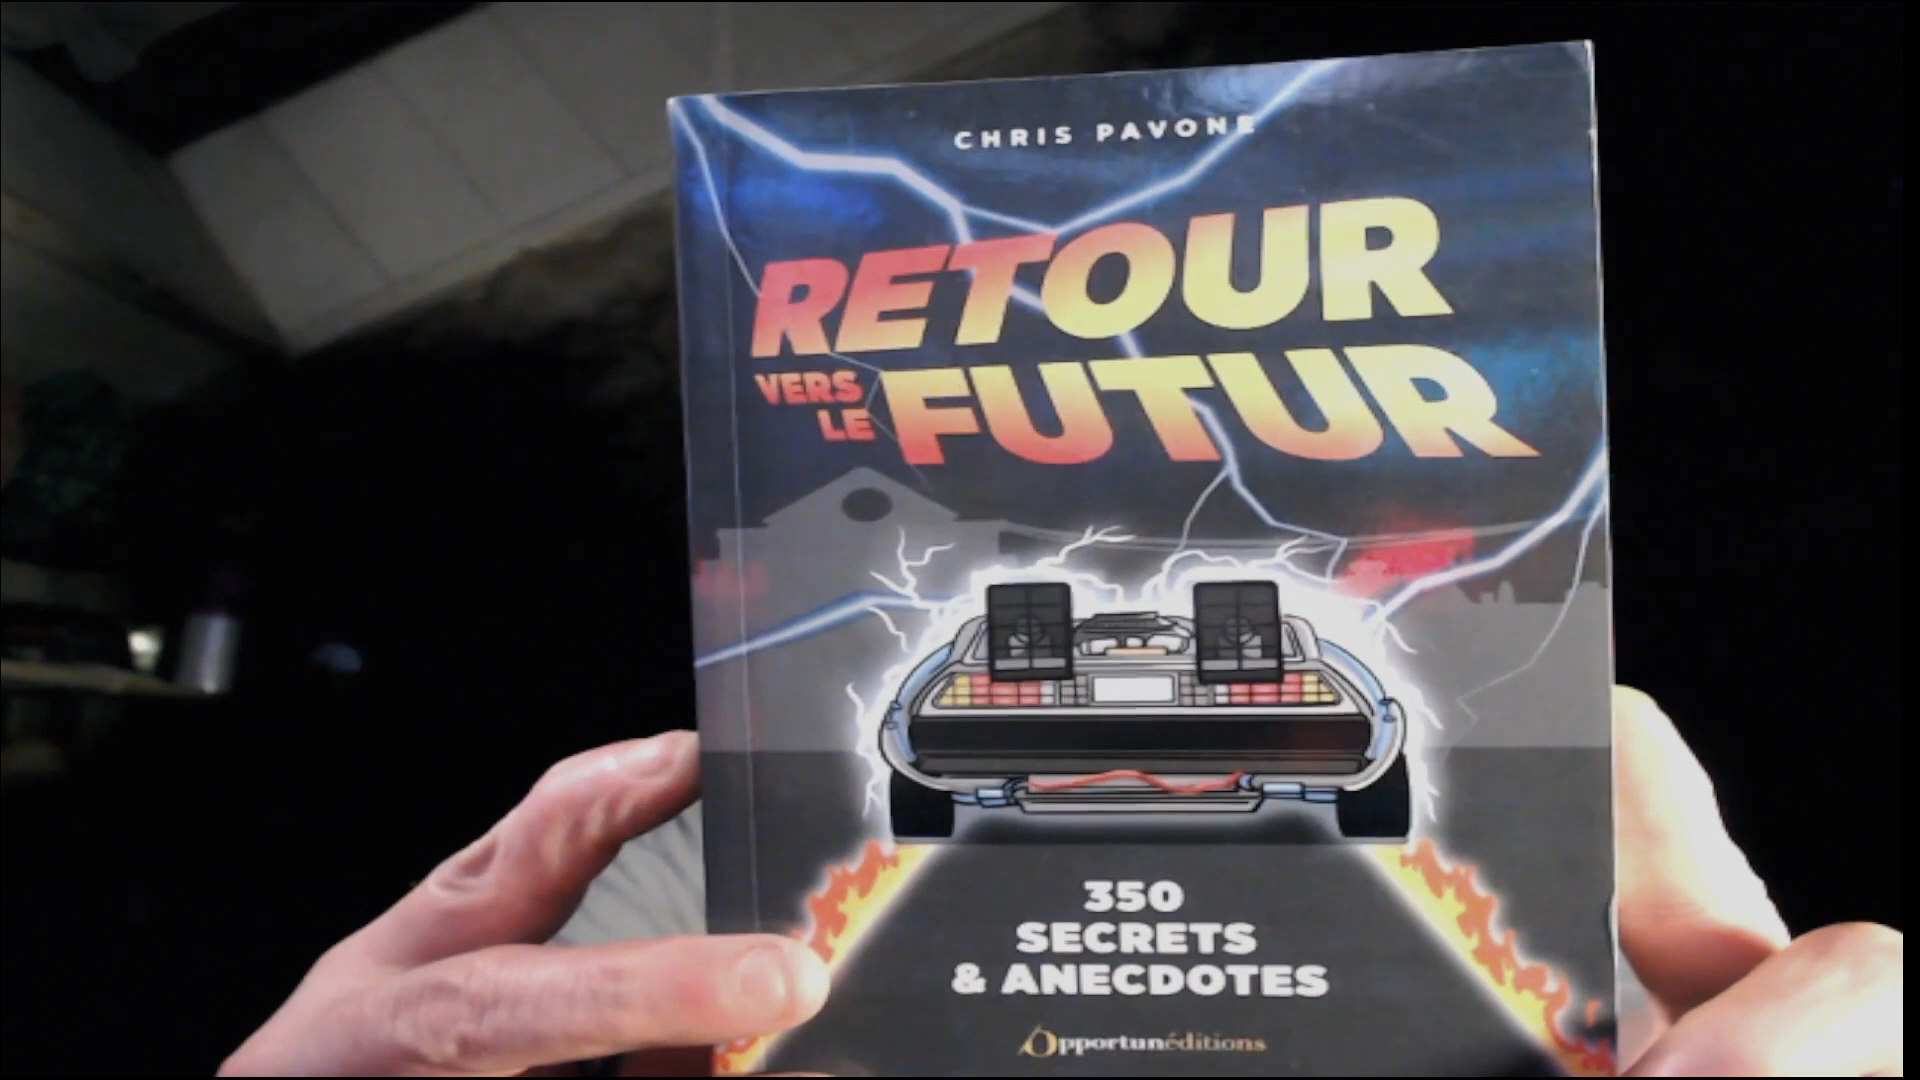 CHRIS PAVONE
RETOUR
VERS
LE FUTUR
350
SECRETS
& ANECDOTES
Opportunéditions